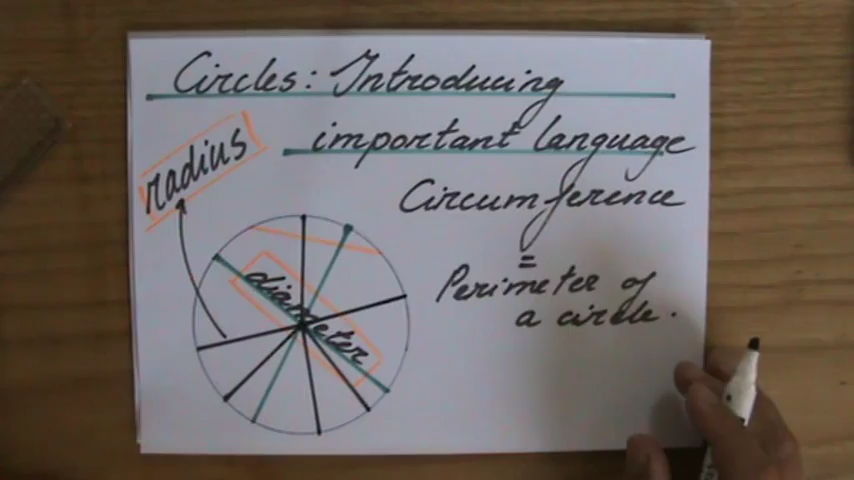 Circles: Introducing
important language
radius
Circumference
=
Perimeter of
a circle.
diameter